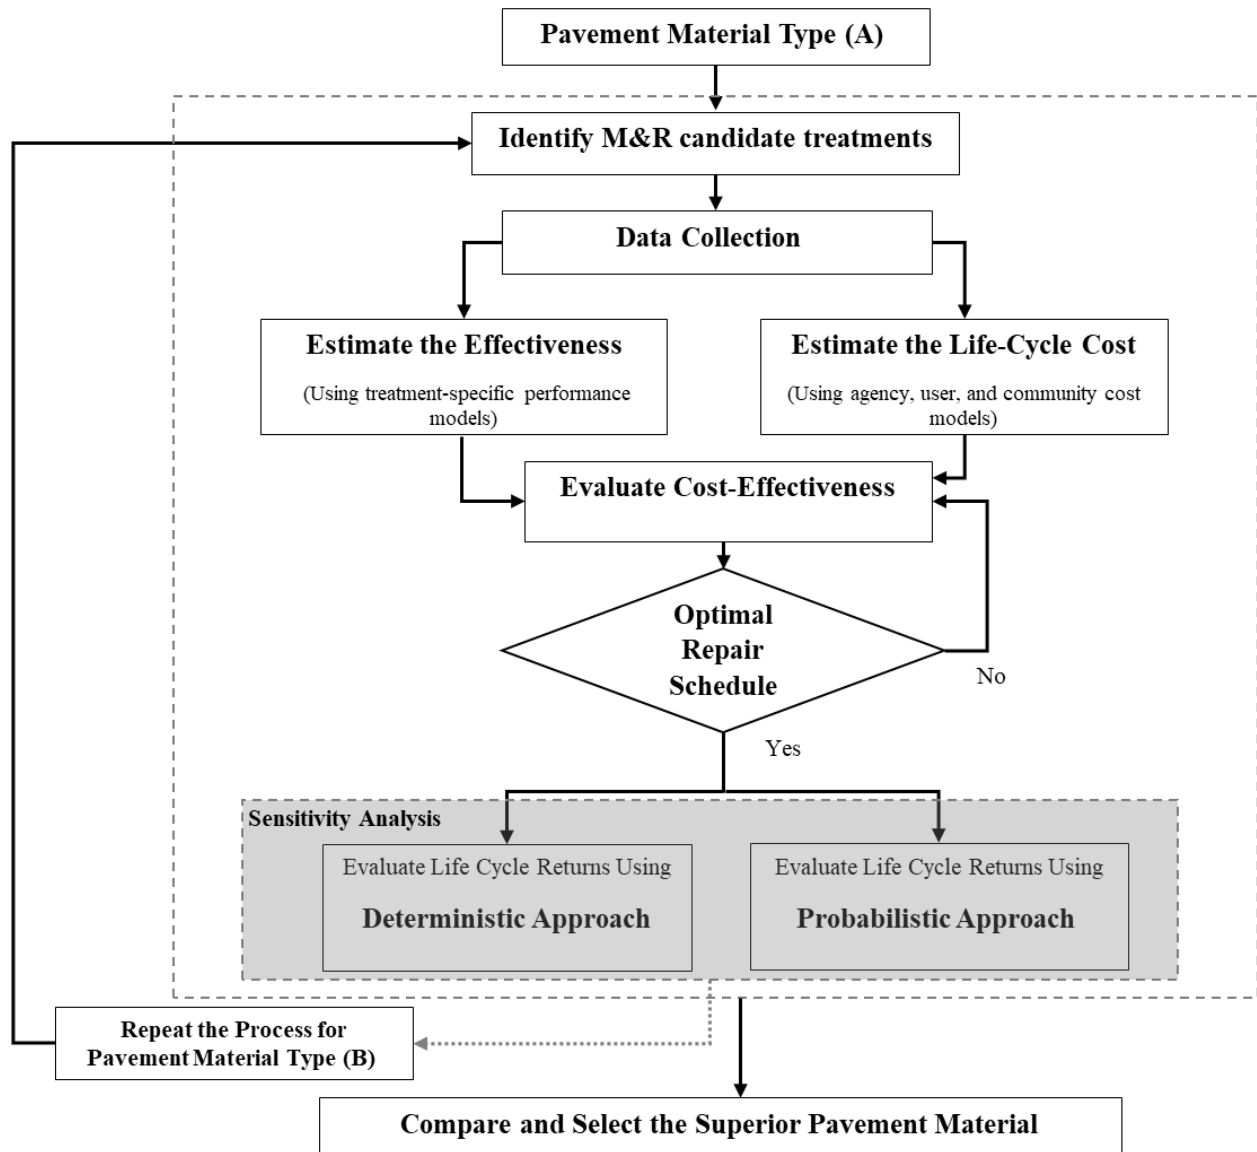 Pavement Material Type (A)
Identify M&R candidate treatments
Data Collection
Estimate the Effectiveness
(Using treatment-specific performance
models)
Estimate the Life-Cycle Cost
(Using agency, user, and community cost
models)
Evaluate Cost-Effectiveness
Optimal
Repair
Schedule
No
Yes
Sensitivity Analysis
Evaluate Life Cycle Returns Using
Deterministic Approach
Evaluate Life Cycle Returns Using
Probabilistic Approach
Repeat the Process for
Pavement Material Type (B)
Compare and Select the Superior Pavement Material